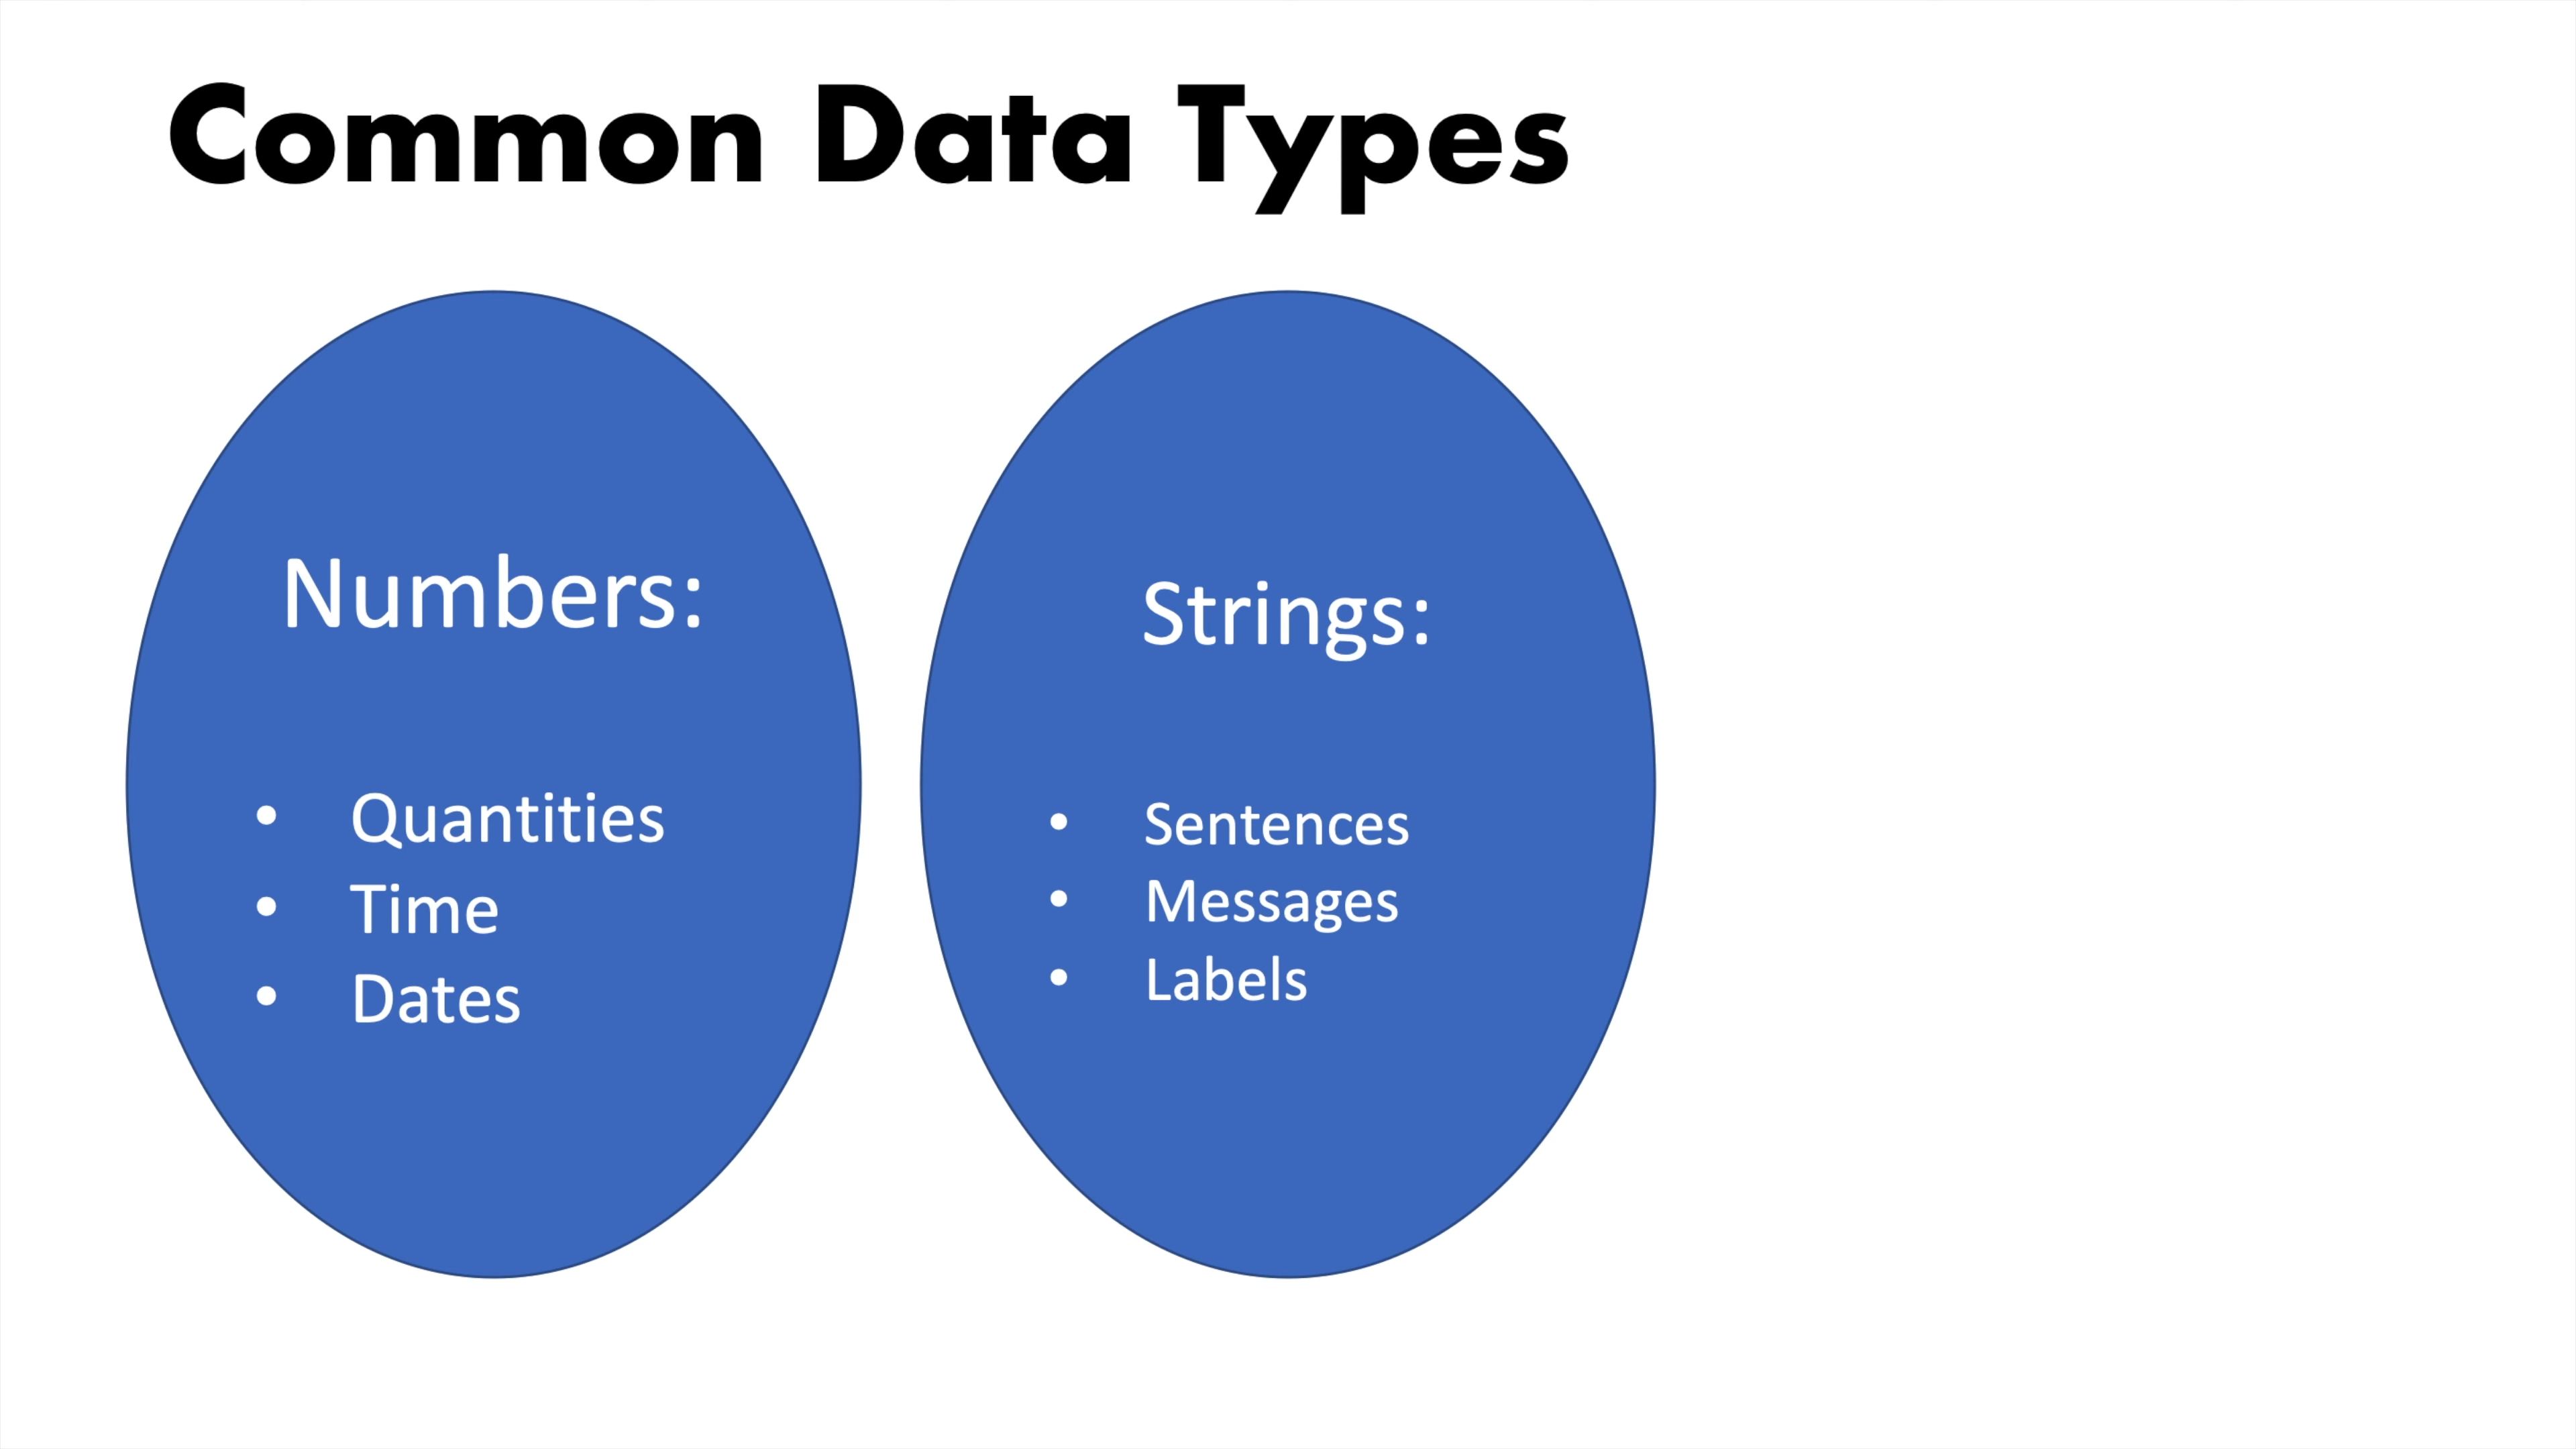 Common Data Types
Numbers:
• Quantities
• Time
• Dates
Strings:
• Sentences
• Messages
• Labels